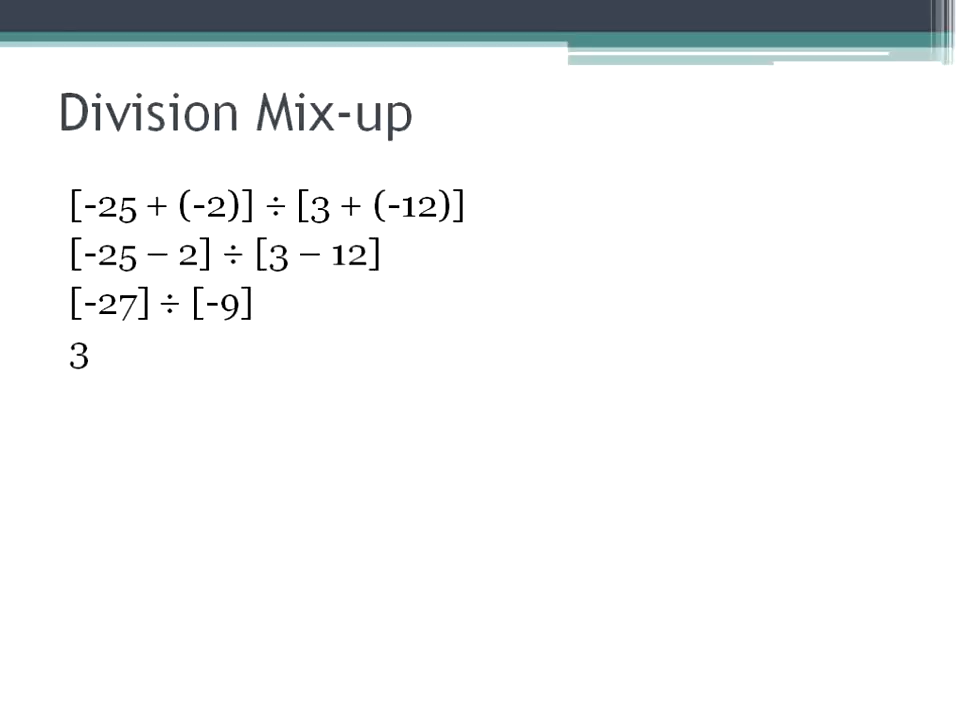 Division Mix-up
[-25 + (-2)] ÷ [3 + (-12)]
[-25 – 2] ÷ [3 – 12]
[-27] ÷ [-9]
3